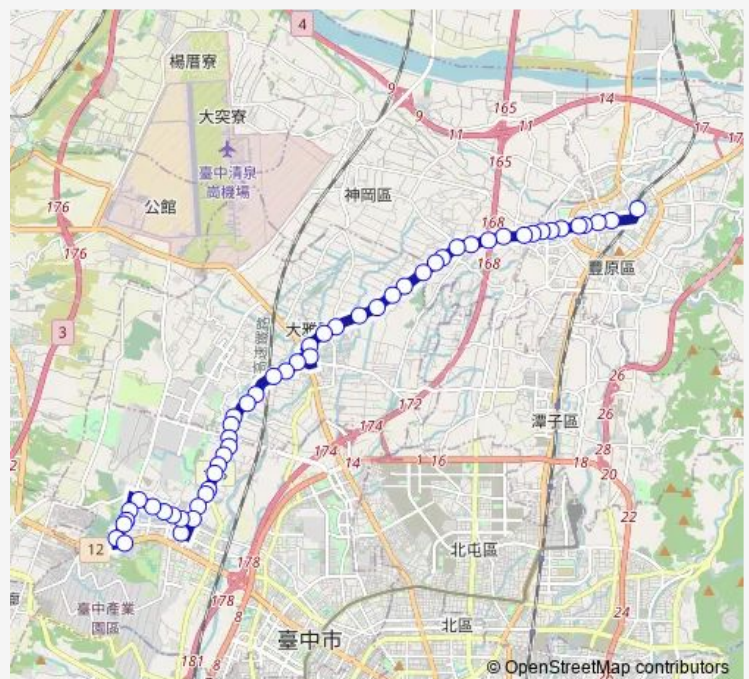 4
楊厝寮
大突寮
9
9
165
14
17
17
11
11
165
臺中清泉
崗機場
公館
神岡區
176
176
168
168
豐原區
3
大雅
高速鐵路
172
174
174
潭子區
26
26
28
14
1
16
18
20
22
北屯區
12
178
178
8
8
臺中產業
園區
臺中市
北區
24
181
© OpenStreetMap contributors